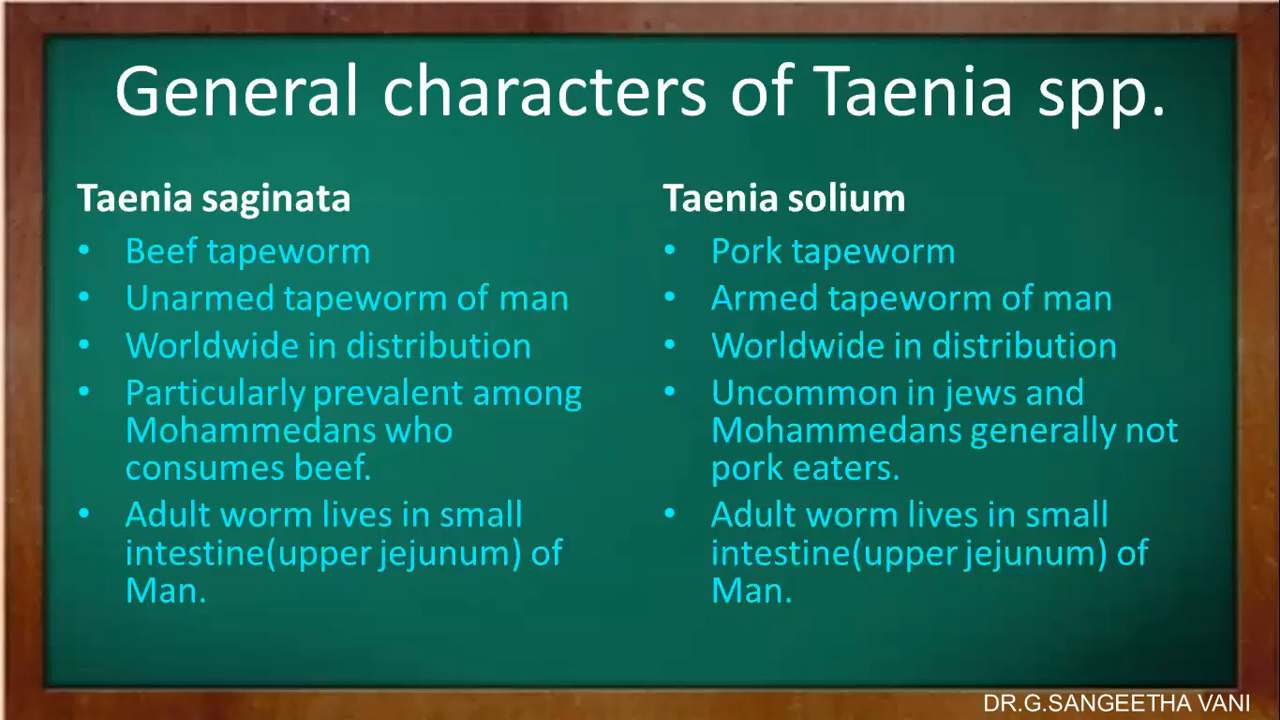 General characters of Taenia spp.
Taenia saginata
• Beef tapeworm
• Unarmed tapeworm of man
• Worldwide in distribution
• Particularly prevalent among
Mohammedans who
consumes beef.
• Adult worm lives in small
intestine(upper jejunum) of
Man.
Taenia solium
• Pork tapeworm
• Armed tapeworm of man
• Worldwide in distribution
• Uncommon in jews and
Mohammedans generally not
pork eaters.
• Adult worm lives in small
intestine(upper jejunum) of
Man.
DR.G.SANGEETHA VANI